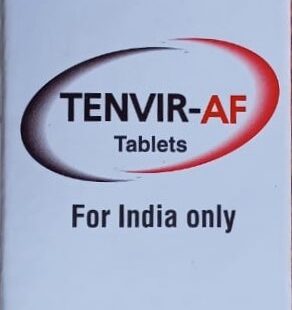 TENVIR-AF
Tablets
For India only